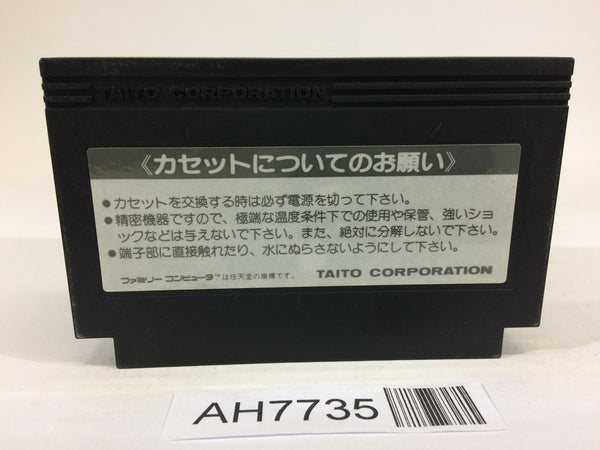 TAITO CORPORATION
《カセットについてのお願い》
●カセットを交換する時は必ず電源を切って下さい。
●精密機器ですので、極端な温度条件下での使用や保管、強いショ
ックなどは与えないで下さい。また、絶対に分解しないで下さい。
●端子部に直接触れたり、水にぬらさないようにして下さい。
ファミリーコンピュータ™は任天堂の商標です。 TAITO CORPORATION
AH7735